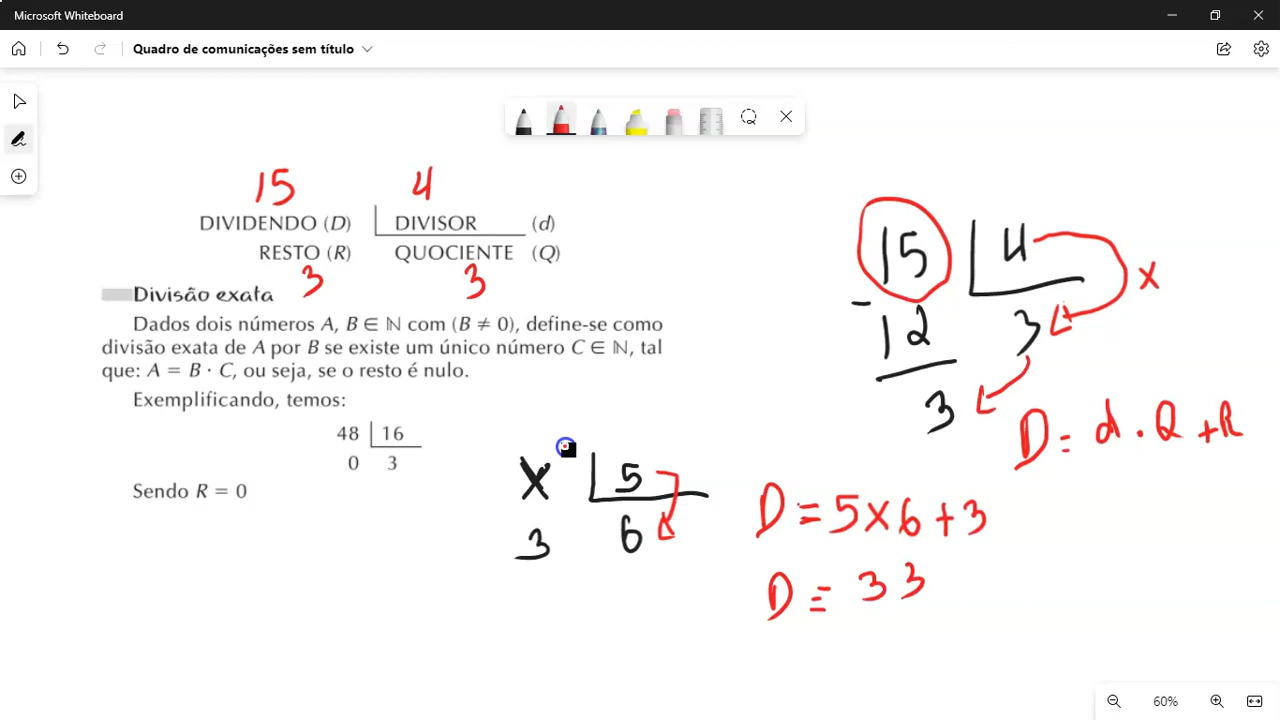 Microsoft Whiteboard
Quadro de comunicações sem título
15 4
DIVIDENDO (D) DIVISOR (d)
RESTO (R) QUOCIENTE (Q)
3 3
Divisão exata
Dados dois números A, B ∈ ℕ com (B ≠ 0), define-se como
divisão exata de A por B se existe um único número C ∈ ℕ, tal
que: A = B · C, ou seja, se o resto é nulo.
Exemplificando, temos:
48 16
0 3
Sendo R = 0
X 5
3 6
15 4
- 12 3
3
x
D = d . Q + R
D = 5 x 6 + 3
D = 33
60%